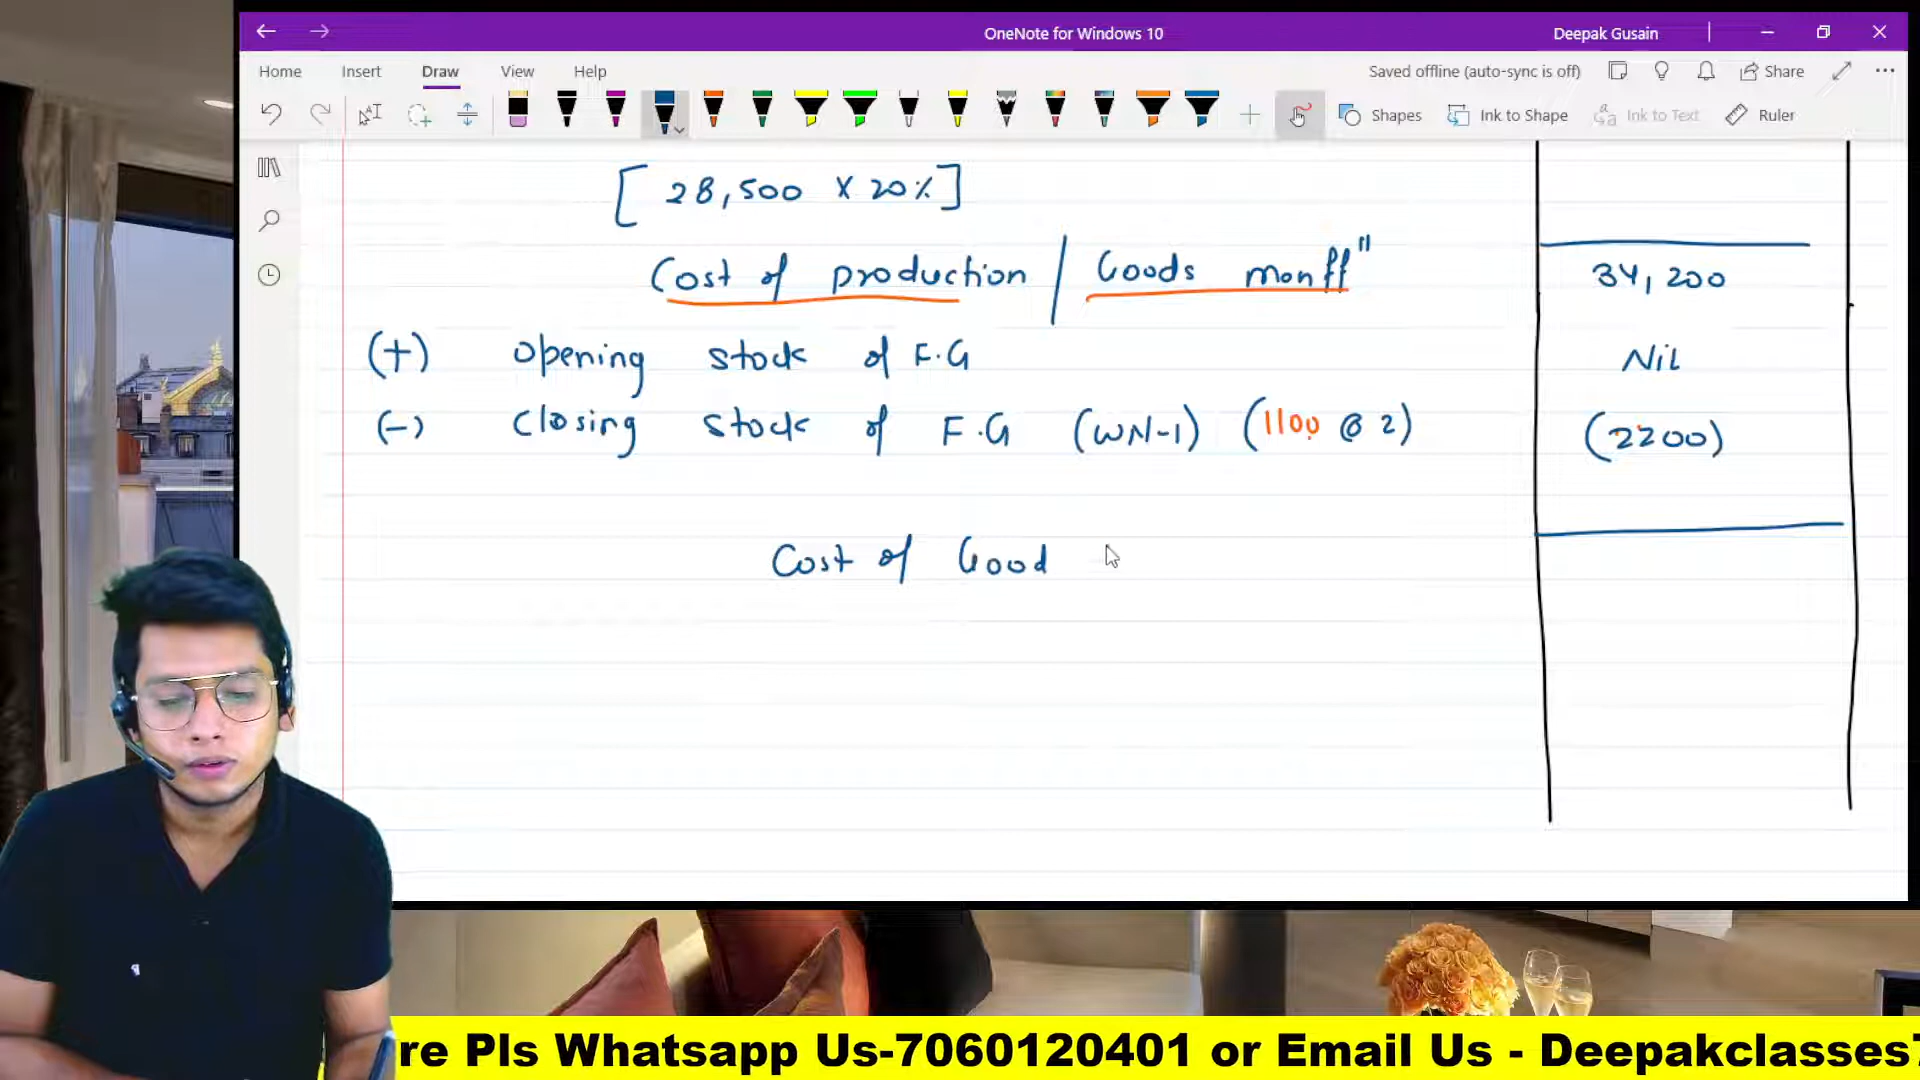 OneNote for Windows 10
Deepak Gusain
Home Insert Draw View Help
Saved offline (auto-sync is off)
Share
Shapes
Ink to Shape
Ink to Text
Ruler
[ 28,500 X 20% ]
Cost of production / Goods manff"
34,200
(+) opening stock of F.G
Nil
(-) closing stock of F.G (WN-1) (1100 @ 2)
(2200)
Cost of Good
re Pls Whatsapp Us-7060120401 or Email Us - Deepakclasses7